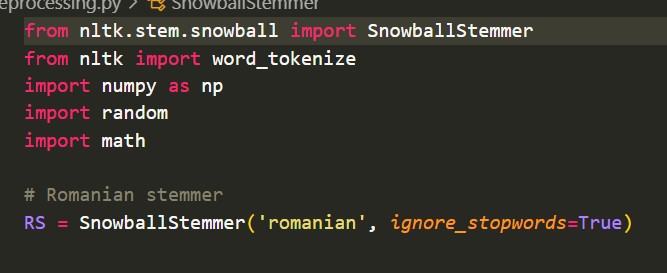 eprocessing.py > SnowballStemmer
from nltk.stem.snowball import SnowballStemmer
from nltk import word_tokenize
import numpy as np
import random
import math
# Romanian stemmer
RS = SnowballStemmer('romanian', ignore_stopwords=True)